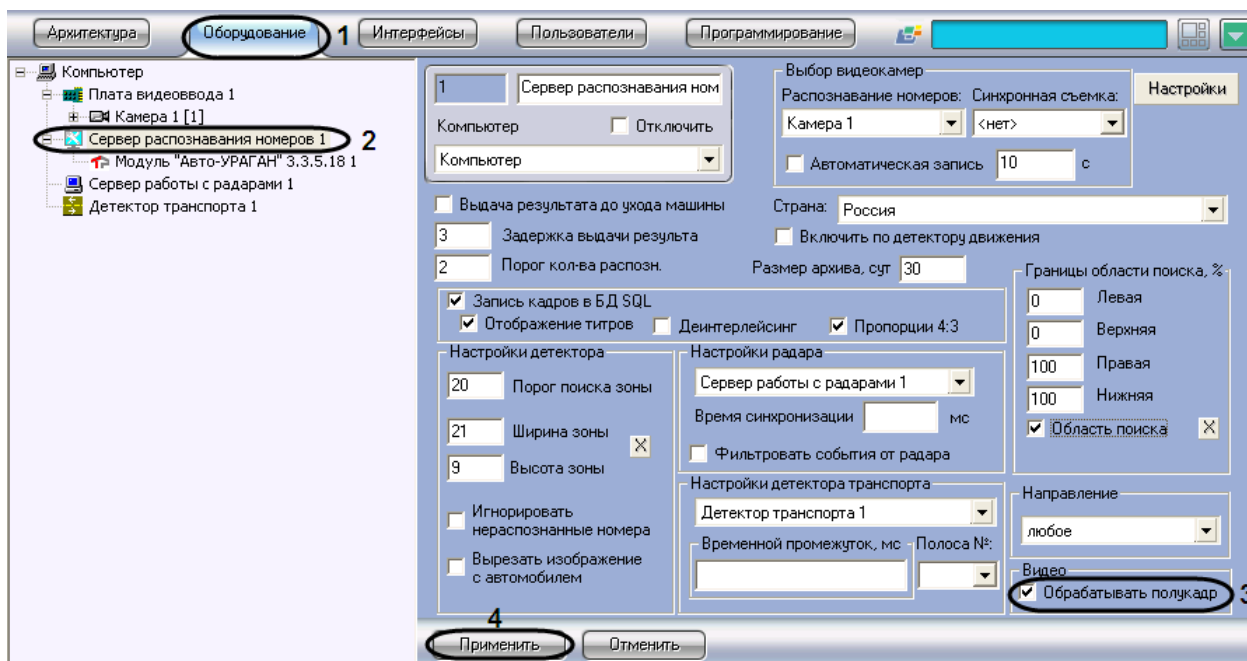 Архитектура Оборудование 1 Интерфейсы Пользователи Программирование
Компьютер
Плата видеоввода 1
Камера 1 [1]
Сервер распознавания номеров 1 2
Модуль "Авто-УРАГАН" 3.3.5.18 1
Сервер работы с радарами 1
Детектор транспорта 1
1 Сервер распознавания ном
Компьютер Отключить
Компьютер
Выбор видеокамер
Распознавание номеров: Синхронная съемка:
Камера 1 <нет>
Автоматическая запись 10 с
Настройки
Выдача результата до ухода машины
3 Задержка выдачи результа
2 Порог кол-ва распозн.
Страна: Россия
Включить по детектору движения
Размер архива, сут 30
Запись кадров в БД SQL
Отображение титров Деинтерлейсинг Пропорции 4:3
Границы области поиска, %
0 Левая
0 Верхняя
100 Правая
100 Нижняя
Область поиска X
Настройки детектора
20 Порог поиска зоны
21 Ширина зоны
X
9 Высота зоны
Игнорировать
нераспознанные номера
Вырезать изображение
с автомобилем
Настройки радара
Сервер работы с радарами 1
Время синхронизации мс
Фильтровать события от радара
Настройки детектора транспорта
Детектор транспорта 1
Временной промежуток, мс Полоса №:
Направление
любое
Видео
Обрабатывать полукадр 3
4
Применить Отменить